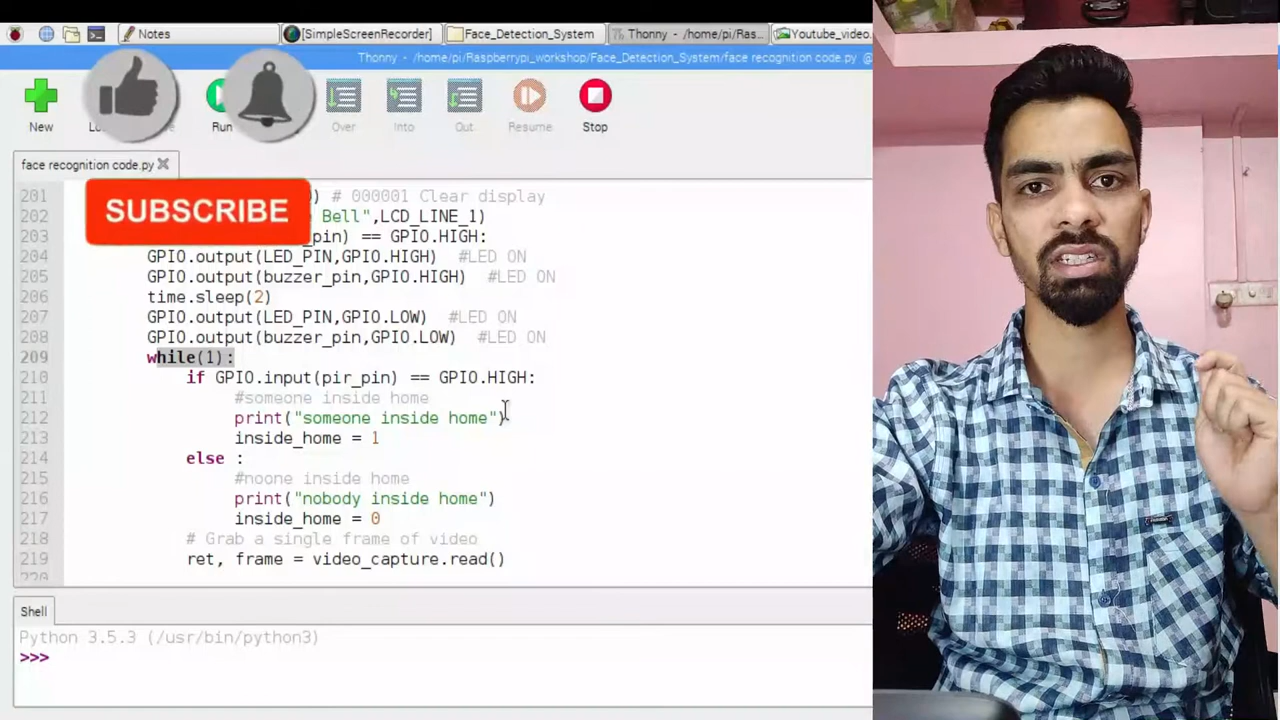 Notes
[SimpleScreenRecorder]
Face_Detection_System
Thonny - /home/pi/Ras...
Youtube_video.
Thonny - /home/pi/Raspberrypi_workshop/Face_Detection_System/face recognition code.py @
New
Run
Over
Into
Out
Resume
Stop
face recognition code.py
SUBSCRIBE
201 ) # 000001 Clear display
202 Bell",LCD_LINE_1)
203 pin) == GPIO.HIGH:
204 GPIO.output(LED_PIN,GPIO.HIGH) #LED ON
205 GPIO.output(buzzer_pin,GPIO.HIGH) #LED ON
206 time.sleep(2)
207 GPIO.output(LED_PIN,GPIO.LOW) #LED ON
208 GPIO.output(buzzer_pin,GPIO.LOW) #LED ON
209 while(1):
210 if GPIO.input(pir_pin) == GPIO.HIGH:
211 #someone inside home
212 print("someone inside home")
213 inside_home = 1
214 else :
215 #noone inside home
216 print("nobody inside home")
217 inside_home = 0
218 # Grab a single frame of video
219 ret, frame = video_capture.read()
220
Shell
Python 3.5.3 (/usr/bin/python3)
>>>